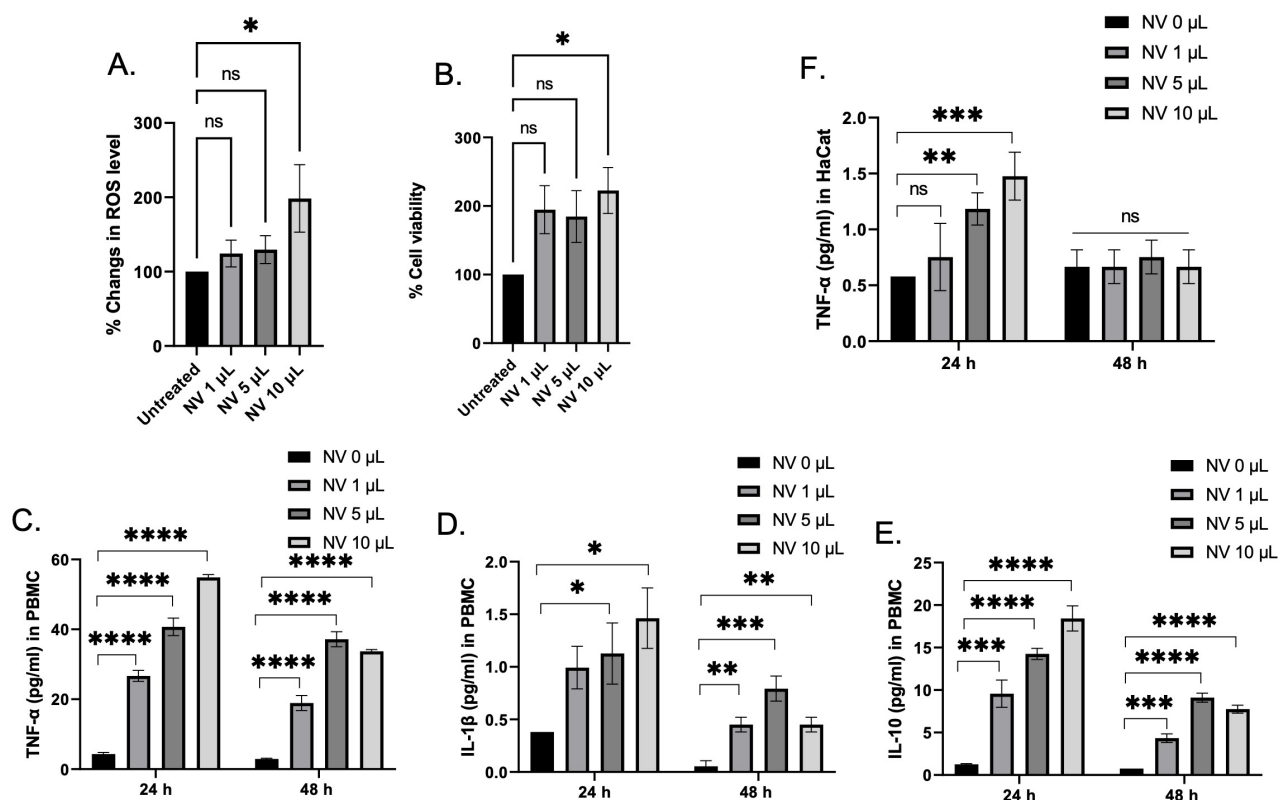 A.
*
ns
ns
% Changs in ROS level
300
200
100
0
Untreated
NV 1 µL
NV 5 µL
NV 10 µL
B.
*
ns
ns
% Cell viability
300
200
100
0
Untreated
NV 1 µL
NV 5 µL
NV 10 µL
F.
NV 0 µL
NV 1 µL
NV 5 µL
NV 10 µL
TNF-α (pg/ml) in HaCat
2.0
1.5
1.0
0.5
0.0
***
**
ns
ns
24 h
48 h
C.
NV 0 µL
NV 1 µL
NV 5 µL
NV 10 µL
TNF-α (pg/ml) in PBMC
60
40
20
0
****
****
****
****
****
****
24 h
48 h
D.
NV 0 µL
NV 1 µL
NV 5 µL
NV 10 µL
IL-1β (pg/ml) in PBMC
2.0
1.5
1.0
0.5
0.0
*
*
**
***
**
24 h
48 h
E.
NV 0 µL
NV 1 µL
NV 5 µL
NV 10 µL
IL-10 (pg/ml) in PBMC
25
20
15
10
5
0
****
****
***
****
****
***
24 h
48 h